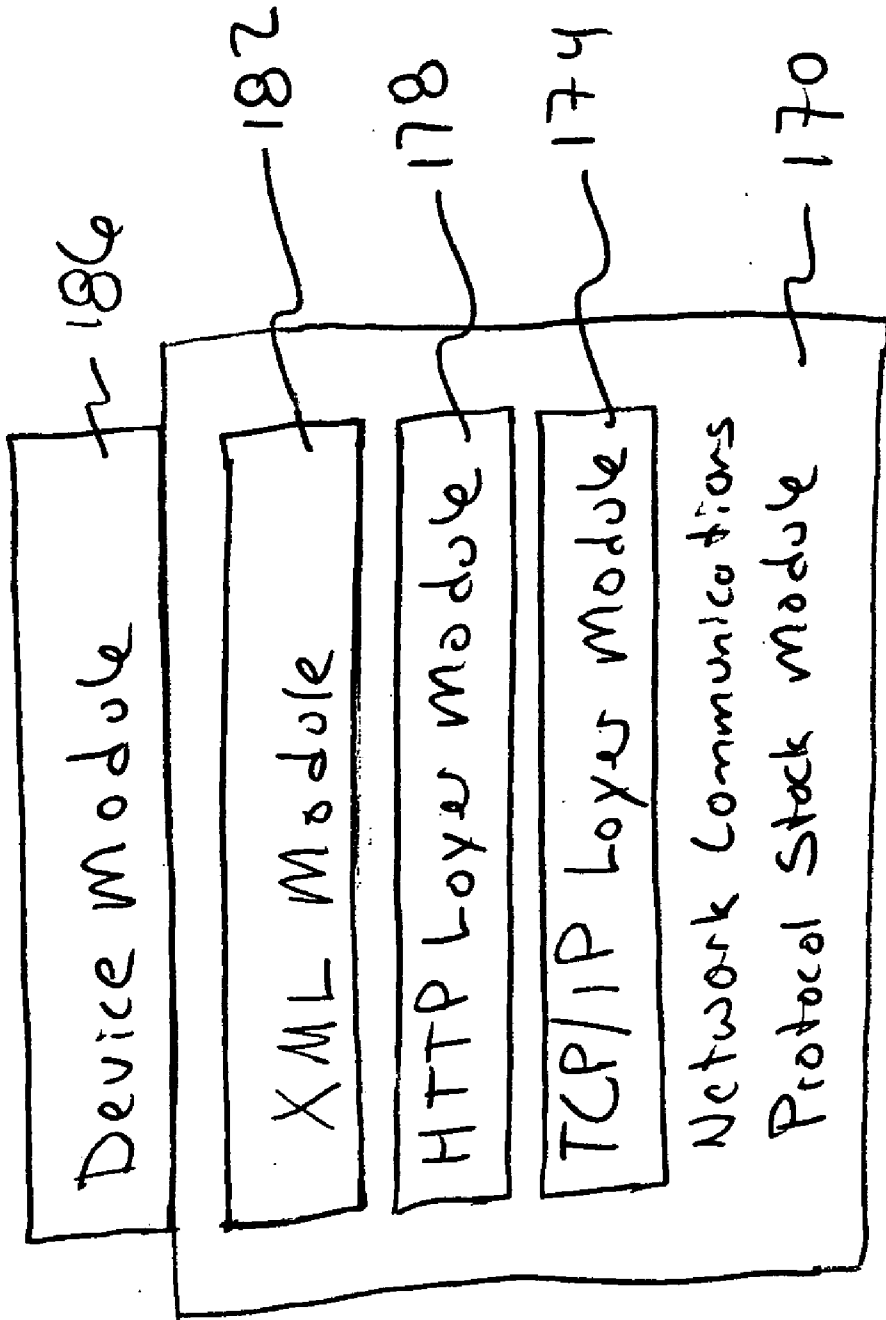 Device Module
186
XML Module
182
HTTP Layer Module
178
TCP/IP Layer Module
174
Network Communications
Protocol Stack Module
170